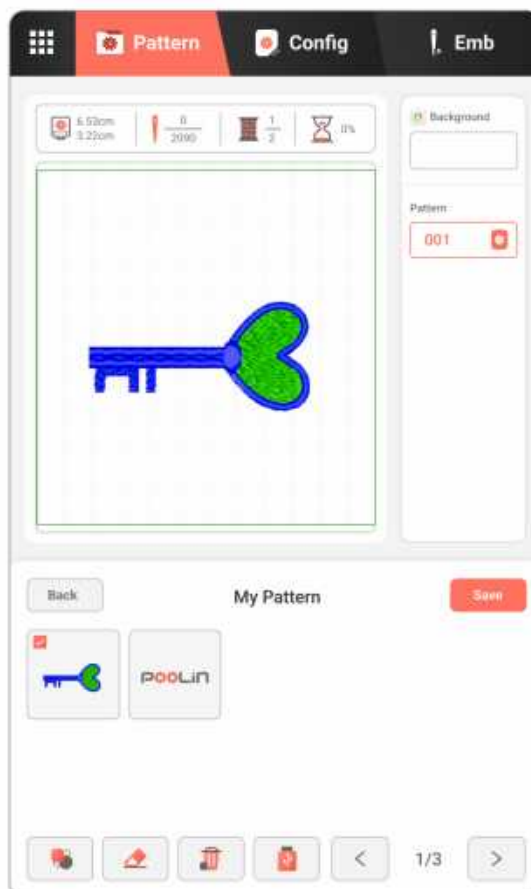 Pattern
Config
Emb
6.52cm
3.22cm
0
2090
1
2
0%
Background
Pattern
001
Back
My Pattern
Save
POOLIN
1/3